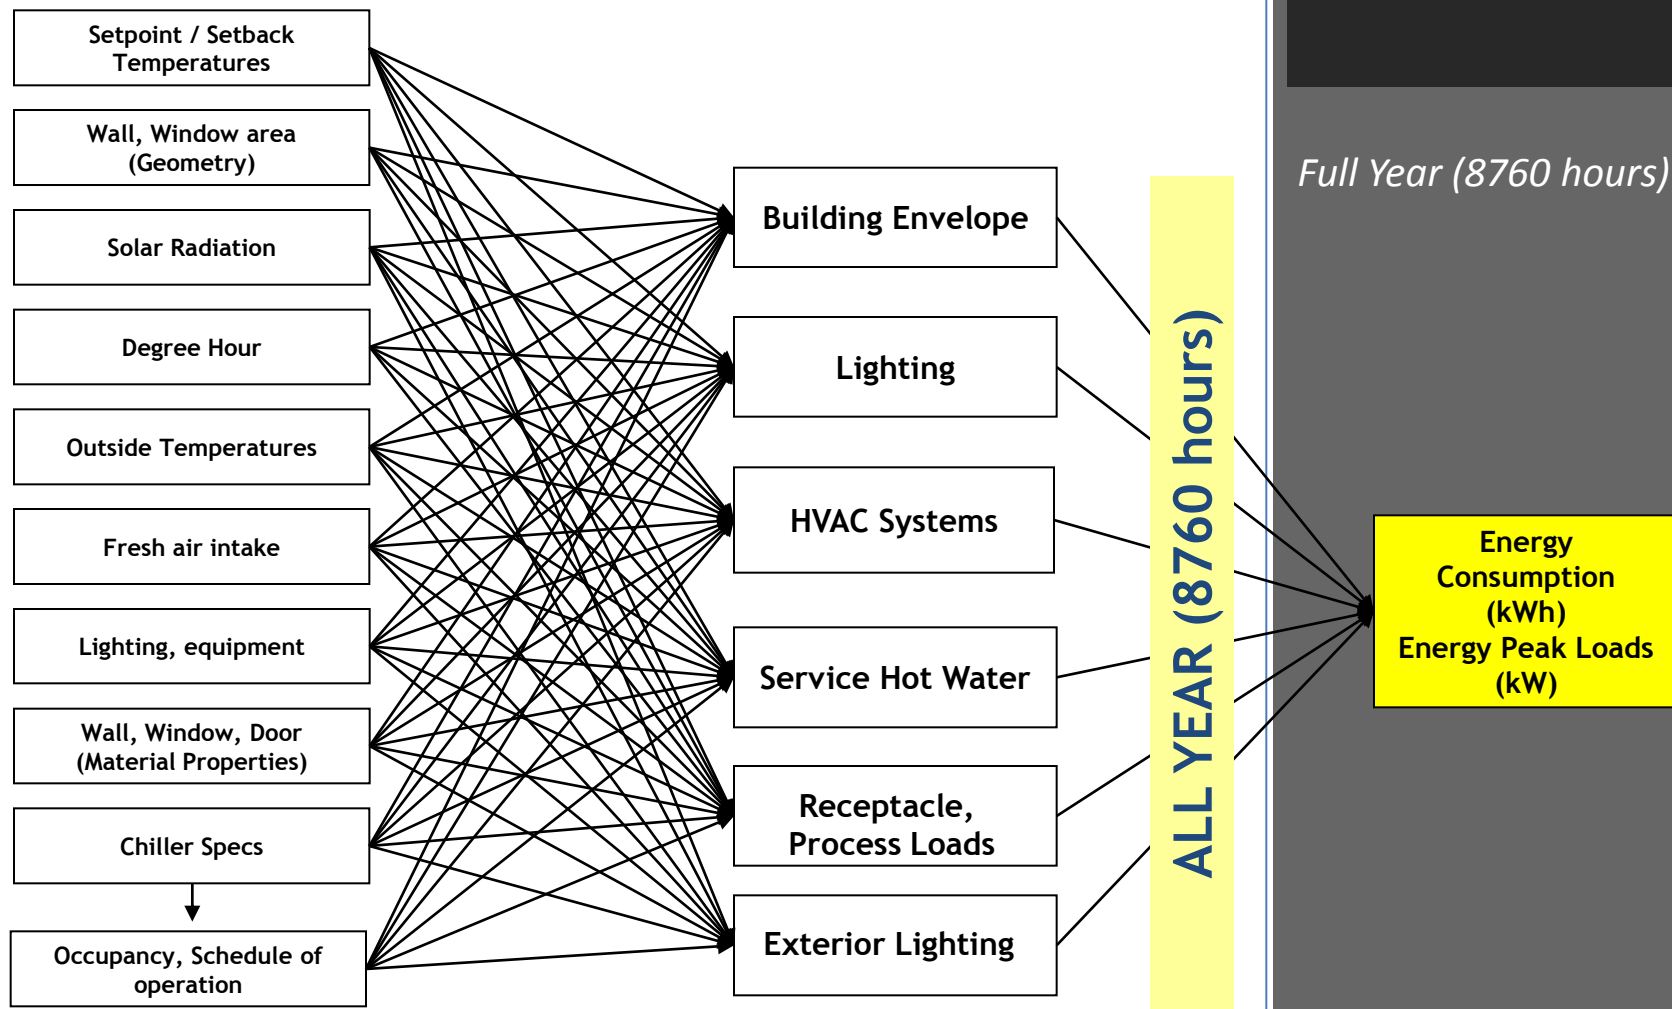 Setpoint / Setback
Temperatures
Wall, Window area
(Geometry)
Solar Radiation
Degree Hour
Outside Temperatures
Fresh air intake
Lighting, equipment
Wall, Window, Door
(Material Properties)
Chiller Specs
Occupancy, Schedule of
operation
Building Envelope
Lighting
HVAC Systems
Service Hot Water
Receptacle,
Process Loads
Exterior Lighting
ALL YEAR (8760 hours)
Full Year (8760 hours)
Energy
Consumption
(kWh)
Energy Peak Loads
(kW)